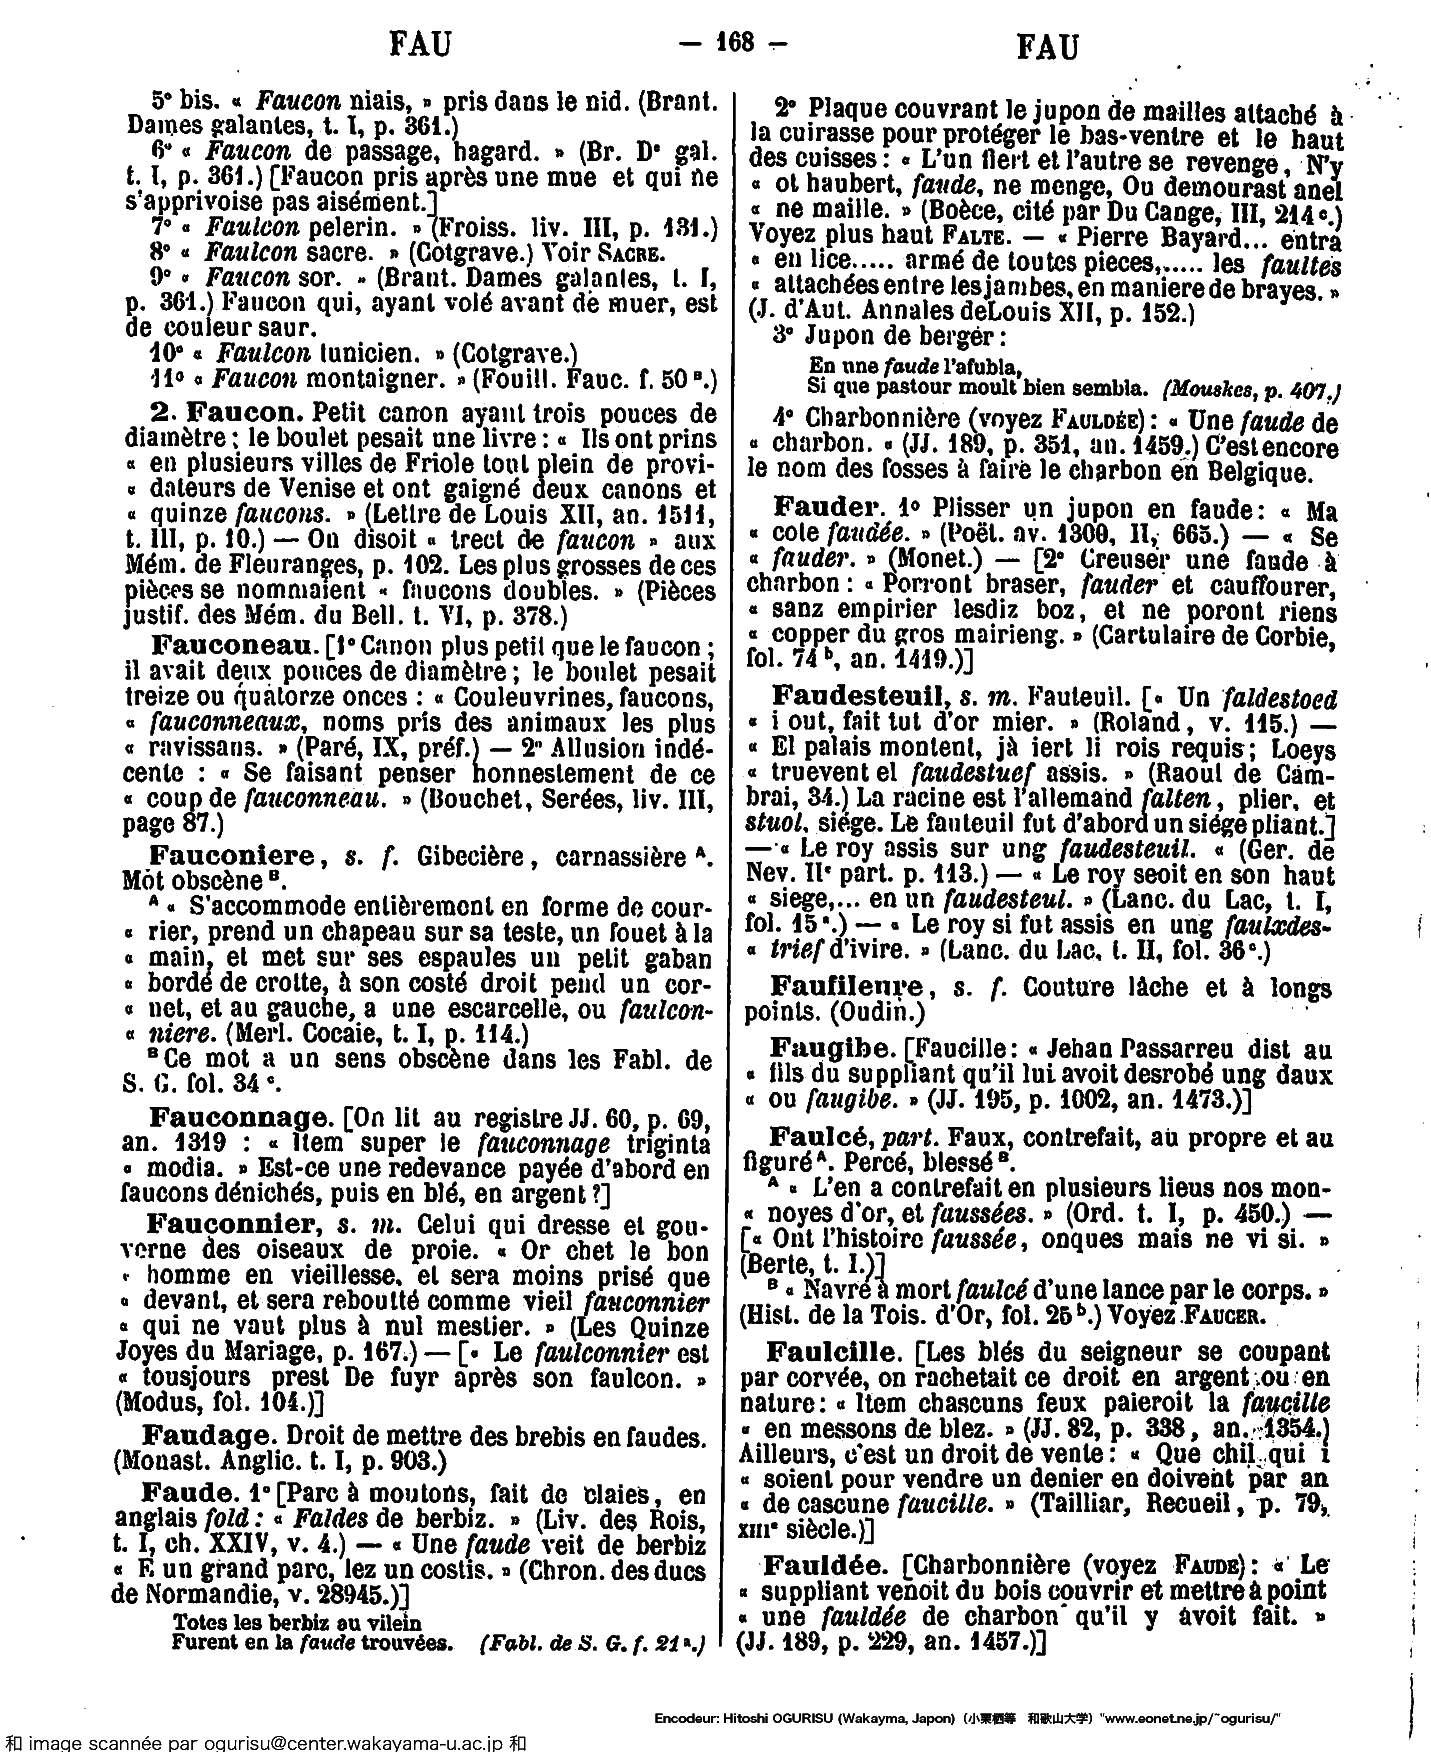 FAU — 168 — FAU
5° bis. « Faucon niais, » pris dans le nid. (Brant.
Dames galantes, t. I, p. 361.)
6° « Faucon de passage, hagard. » (Br. Dᵉ gal.
t. I, p. 361.) [Faucon pris après une mue et qui ne
s'apprivoise pas aisément.]
7° « Faulcon pelerin. » (Froiss. liv. III, p. 131.)
8° « Faulcon sacre. » (Cotgrave.) Voir SACRE.
9° « Faucon sor. » (Brant. Dames galantes, t. I,
p. 361.) Faucon qui, ayant volé avant de muer, est
de couleur saur.
10° « Faulcon tunicien. » (Cotgrave.)
11° « Faucon montaigner. » (Fouill. Fauc. f. 50 ᴮ.)
2. Faucon. Petit canon ayant trois pouces de
diamètre ; le boulet pesait une livre : « Ils ont prins
« en plusieurs villes de Friole tout plein de provi-
« dateurs de Venise et ont gaigné deux canons et
« quinze faucons. » (Lettre de Louis XII, an. 1511,
t. III, p. 10.) — On disoit « trect de faucon » aux
Mém. de Fleuranges, p. 102. Les plus grosses de ces
pièces se nommaient « faucons doubles. » (Pièces
justif. des Mém. du Bell. t. VI, p. 378.)
Fauconeau. [1° Canon plus petit que le faucon ;
il avait deux pouces de diamètre ; le boulet pesait
treize ou quatorze onces : « Couleuvrines, faucons,
« fauconneaux, noms pris des animaux les plus
« ravissans. » (Paré, IX, préf.) — 2° Allusion indé-
cente : « Se faisant penser honnestement de ce
« coup de fauconneau. » (Bouchet, Serées, liv. III,
page 87.)
Fauconiere, s. f. Gibecière, carnassière ᴬ.
Mot obscène ᴮ.
ᴬ « S'accommode entièrement en forme de cour-
« rier, prend un chapeau sur sa teste, un fouet à la
« main, et met sur ses espaules un petit gaban
« bordé de crotte, à son costé droit pend un cor-
« net, et au gauche, a une escarcelle, ou faulcon-
« niere. (Merl. Cocaie, t. I, p. 114.)
ᴮ Ce mot a un sens obscène dans les Fabl. de
S. G. fol. 34 ᶜ.
Fauconnage. [On lit au registre JJ. 60, p. 69,
an. 1319 : « Item super le fauconnage triginta
« modia. » Est-ce une redevance payée d'abord en
faucons dénichés, puis en blé, en argent ?]
Fauconnier, s. m. Celui qui dresse et gou-
verne des oiseaux de proie. « Or chet le bon
« homme en vieillesse, et sera moins prisé que
« devant, et sera reboutté comme vieil fauconnier
« qui ne vaut plus à nul mestier. » (Les Quinze
Joyes du Mariage, p. 167.) — [« Le faulconnier est
« tousjours prest De fuyr après son faulcon. »
(Modus, fol. 104.)]
Faudage. Droit de mettre des brebis en faudes.
(Monast. Anglic. t. I, p. 903.)
Faude. 1° [Parc à moutons, fait de claies, en
anglais fold : « Faldes de berbiz. » (Liv. des Rois,
t. I, ch. XXIV, v. 4.) — « Une faude veit de berbiz
« E un grand parc, lez un costis. » (Chron. des ducs
de Normandie, v. 28945.)]
Totes les berbiz au vilein
Furent en la faude trouvées. (Fabl. de S. G. f. 21 ᵃ.)
2° Plaque couvrant le jupon de mailles attaché à
la cuirasse pour protéger le bas-ventre et le haut
des cuisses : « L'un fiert et l'autre se revenge, N'y
« ot haubert, faude, ne menge, Ou demourast anel
« ne maille. » (Boèce, cité par Du Cange, III, 214 ᶜ.)
Voyez plus haut FALTE. — « Pierre Bayard... entra
« en lice..... armé de toutes pieces,..... les faultes
« attachées entre les jambes, en maniere de brayes. »
(J. d'Aut. Annales de Louis XII, p. 152.)
3° Jupon de berger :
En une faude l'afubla,
Si que pastour moult bien sembla. (Mouskes, p. 407.)
4° Charbonnière (voyez FAULDÉE) : « Une faude de
« charbon. » (JJ. 189, p. 351, an. 1459.) C'est encore
le nom des fosses à faire le charbon en Belgique.
Fauder. 1° Plisser un jupon en faude : « Ma
« cote faudée. » (Poët. av. 1300, II, 665.) — « Se
« fauder. » (Monet.) — [2° Creuser une faude à
charbon : « Porront braser, fauder et cauffourer,
« sanz empirier lesdiz boz, et ne poront riens
« copper du gros mairieng. » (Cartulaire de Corbie,
fol. 74 ᵇ, an. 1419.)]
Faudesteuil, s. m. Fauteuil. [« Un faldestoed
« i out, fait tut d'or mier. » (Roland, v. 115.) —
« El palais montent, jà iert li rois requis ; Loeys
« truevent el faudestuef assis. » (Raoul de Cam-
brai, 34.) La racine est l'allemand falten, plier, et
stuol, siége. Le fauteuil fut d'abord un siége pliant.]
— « Le roy assis sur ung faudesteuil. « (Ger. de
Nev. IIᵉ part. p. 113.) — « Le roy seoit en son haut
« siege,... en un faudesteul. » (Lanc. du Lac, t. I,
fol. 15 ᵃ.) — « Le roy si fut assis en ung faulxdes-
« trief d'ivire. » (Lanc. du Lac, t. II, fol. 36 ᶜ.)
Faufileure, s. f. Couture lâche et à longs
points. (Oudin.)
Faugibe. [Faucille : « Jehan Passarreu dist au
« fils du suppliant qu'il lui avoit desrobé ung daux
« ou faugibe. » (JJ. 195, p. 1002, an. 1473.)]
Faulcé, part. Faux, contrefait, au propre et au
figuré ᴬ. Percé, blessé ᴮ.
ᴬ « L'en a contrefait en plusieurs lieus nos mon-
« noyes d'or, et faussées. » (Ord. t. I, p. 450.) —
[« Ont l'histoire faussée, onques mais ne vi si. »
(Berte, t. I.)]
ᴮ « Navré à mort faulcé d'une lance par le corps. »
(Hist. de la Tois. d'Or, fol. 25 ᵇ.) Voyez FAUCER.
Faulcille. [Les blés du seigneur se coupant
par corvée, on rachetait ce droit en argent ou en
nature : « Item chascuns feux paieroit la faucille
« en messons de blez. » (JJ. 82, p. 338, an. 1354.)
Ailleurs, c'est un droit de vente : « Que chil qui i
« soient pour vendre un denier en doivent par an
« de cascune faucille. » (Tailliar, Recueil, p. 79,
XIIIᵉ siècle.)]
Fauldée. [Charbonnière (voyez FAUDE) : « Le
« suppliant venoit du bois couvrir et mettre à point
« une fauldée de charbon qu'il y avoit fait. »
(JJ. 189, p. 229, an. 1457.)]
Encodeur: Hitoshi OGURISU (Wakayma, Japon) (小栗栖等 和歌山大学) "www.eonet.ne.jp/~ogurisu/"
和 image scannée par ogurisu@center.wakayama-u.ac.jp 和